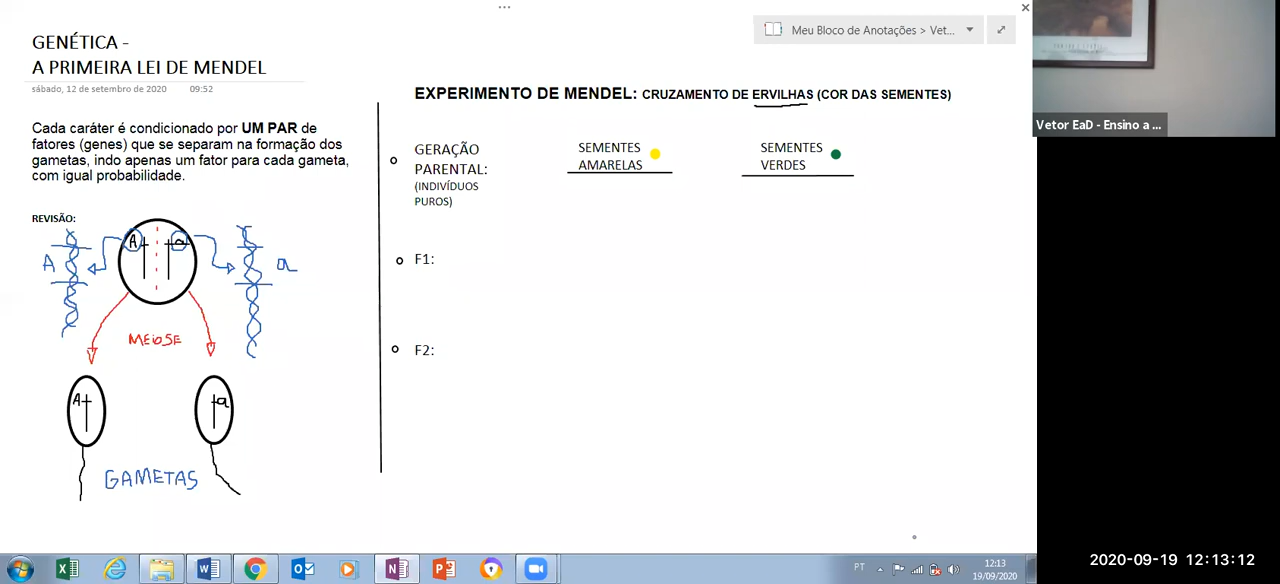 GENÉTICA -
A PRIMEIRA LEI DE MENDEL
sábado, 12 de setembro de 2020 09:52
Cada caráter é condicionado por UM PAR de
fatores (genes) que se separam na formação dos
gametas, indo apenas um fator para cada gameta,
com igual probabilidade.
REVISÃO:
A A a a
MEIOSE
A a
GAMETAS
Meu Bloco de Anotações > Vet...
EXPERIMENTO DE MENDEL: CRUZAMENTO DE ERVILHAS (COR DAS SEMENTES)
GERAÇÃO
PARENTAL:
(INDIVÍDUOS
PUROS)
SEMENTES
AMARELAS
SEMENTES
VERDES
F1:
F2:
Vetor EaD - Ensino a ...
PT
12:13
19/09/2020
2020-09-19 12:13:12